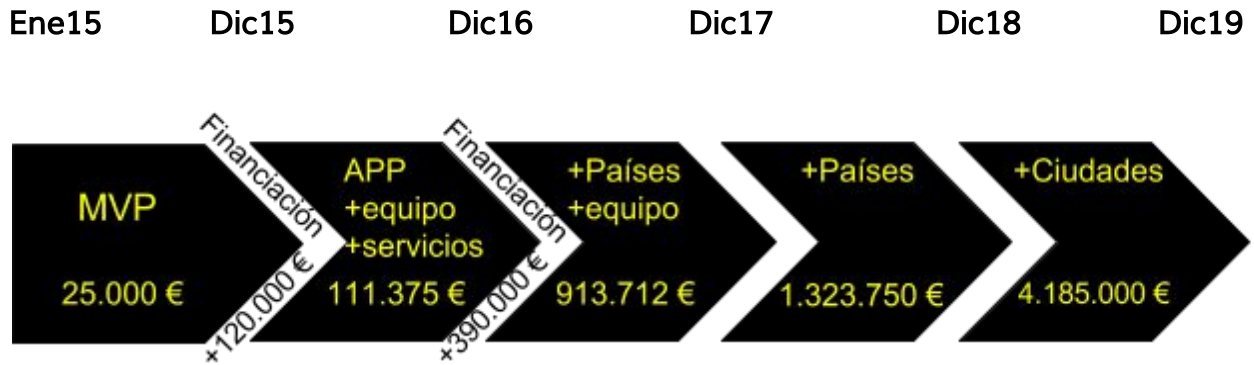 Ene15 Dic15 Dic16 Dic17 Dic18 Dic19
MVP
25.000 €
Financiación
+120.000 €
APP
+equipo
+servicios
111.375 €
Financiación
+390.000 €
+Países
+equipo
913.712 €
+Países
1.323.750 €
+Ciudades
4.185.000 €